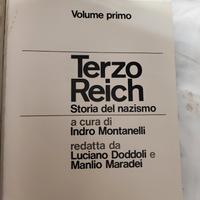 Volume primo
Terzo
Reich
Storia del nazismo
a cura di
Indro Montanelli
redatta da
Luciano Doddoli e
Manlio Maradei